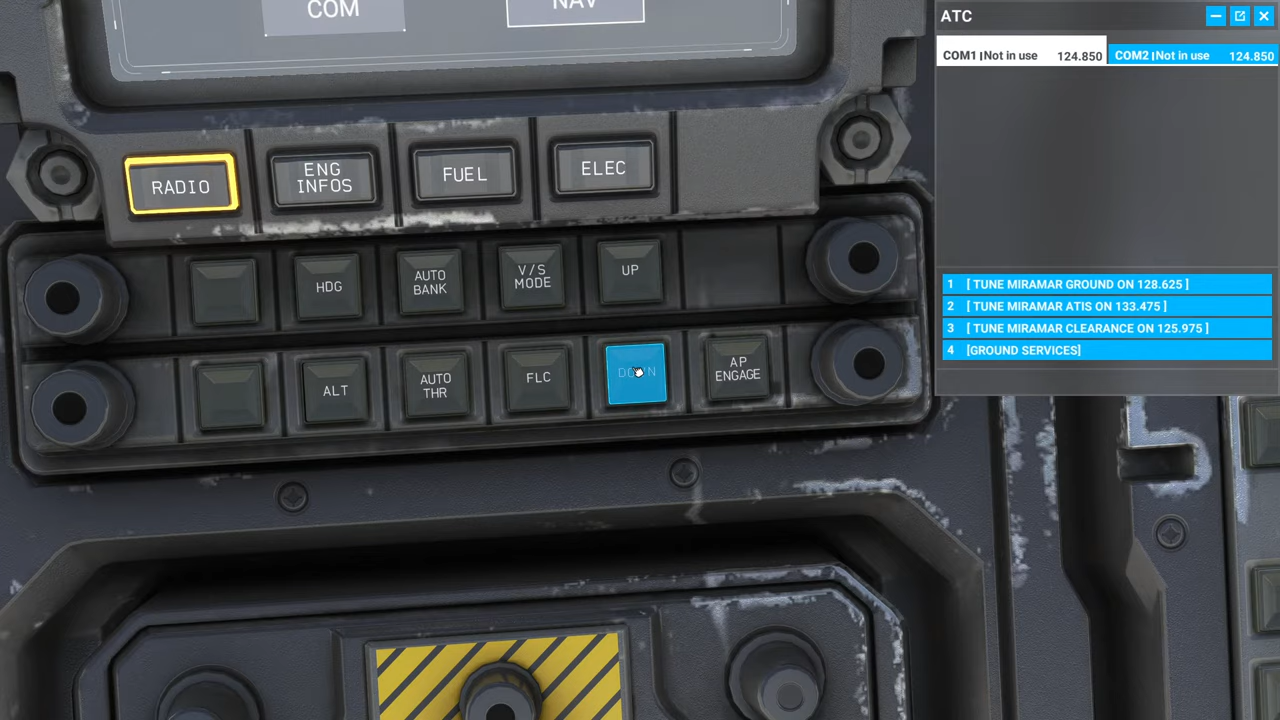 COM
NAV
RADIO
ENG
INFOS
FUEL
ELEC
HDG
AUTO
BANK
V/S
MODE
UP
ALT
AUTO
THR
FLC
DOWN
AP
ENGAGE
ATC
COM1 | Not in use 124.850
COM2 | Not in use 124.850
1 [ TUNE MIRAMAR GROUND ON 128.625 ]
2 [ TUNE MIRAMAR ATIS ON 133.475 ]
3 [ TUNE MIRAMAR CLEARANCE ON 125.975 ]
4 [GROUND SERVICES]